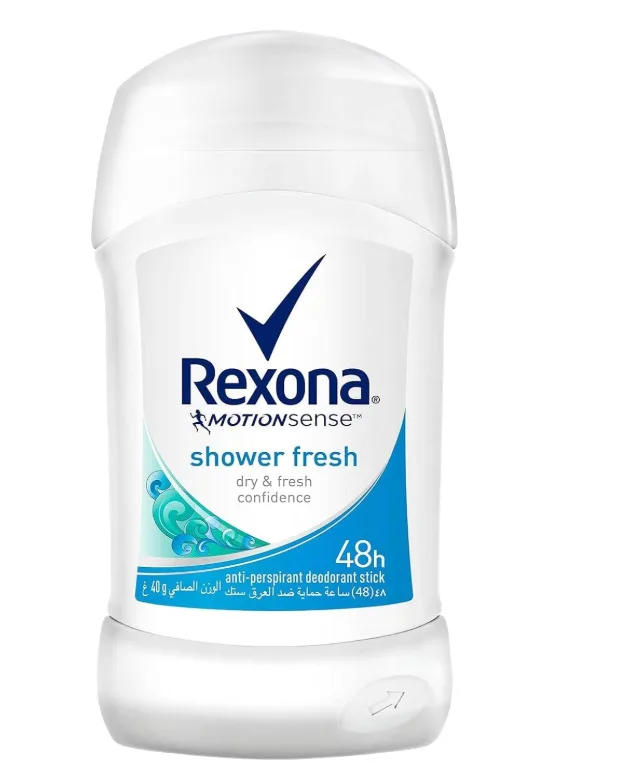 Rexona®
MOTIONSENSE™
shower fresh
dry & fresh
confidence
48h
anti-perspirant deodorant stick
٤٨(48) ساعة حماية ضد العرق ستك
الوزن الصافي 40 g غ